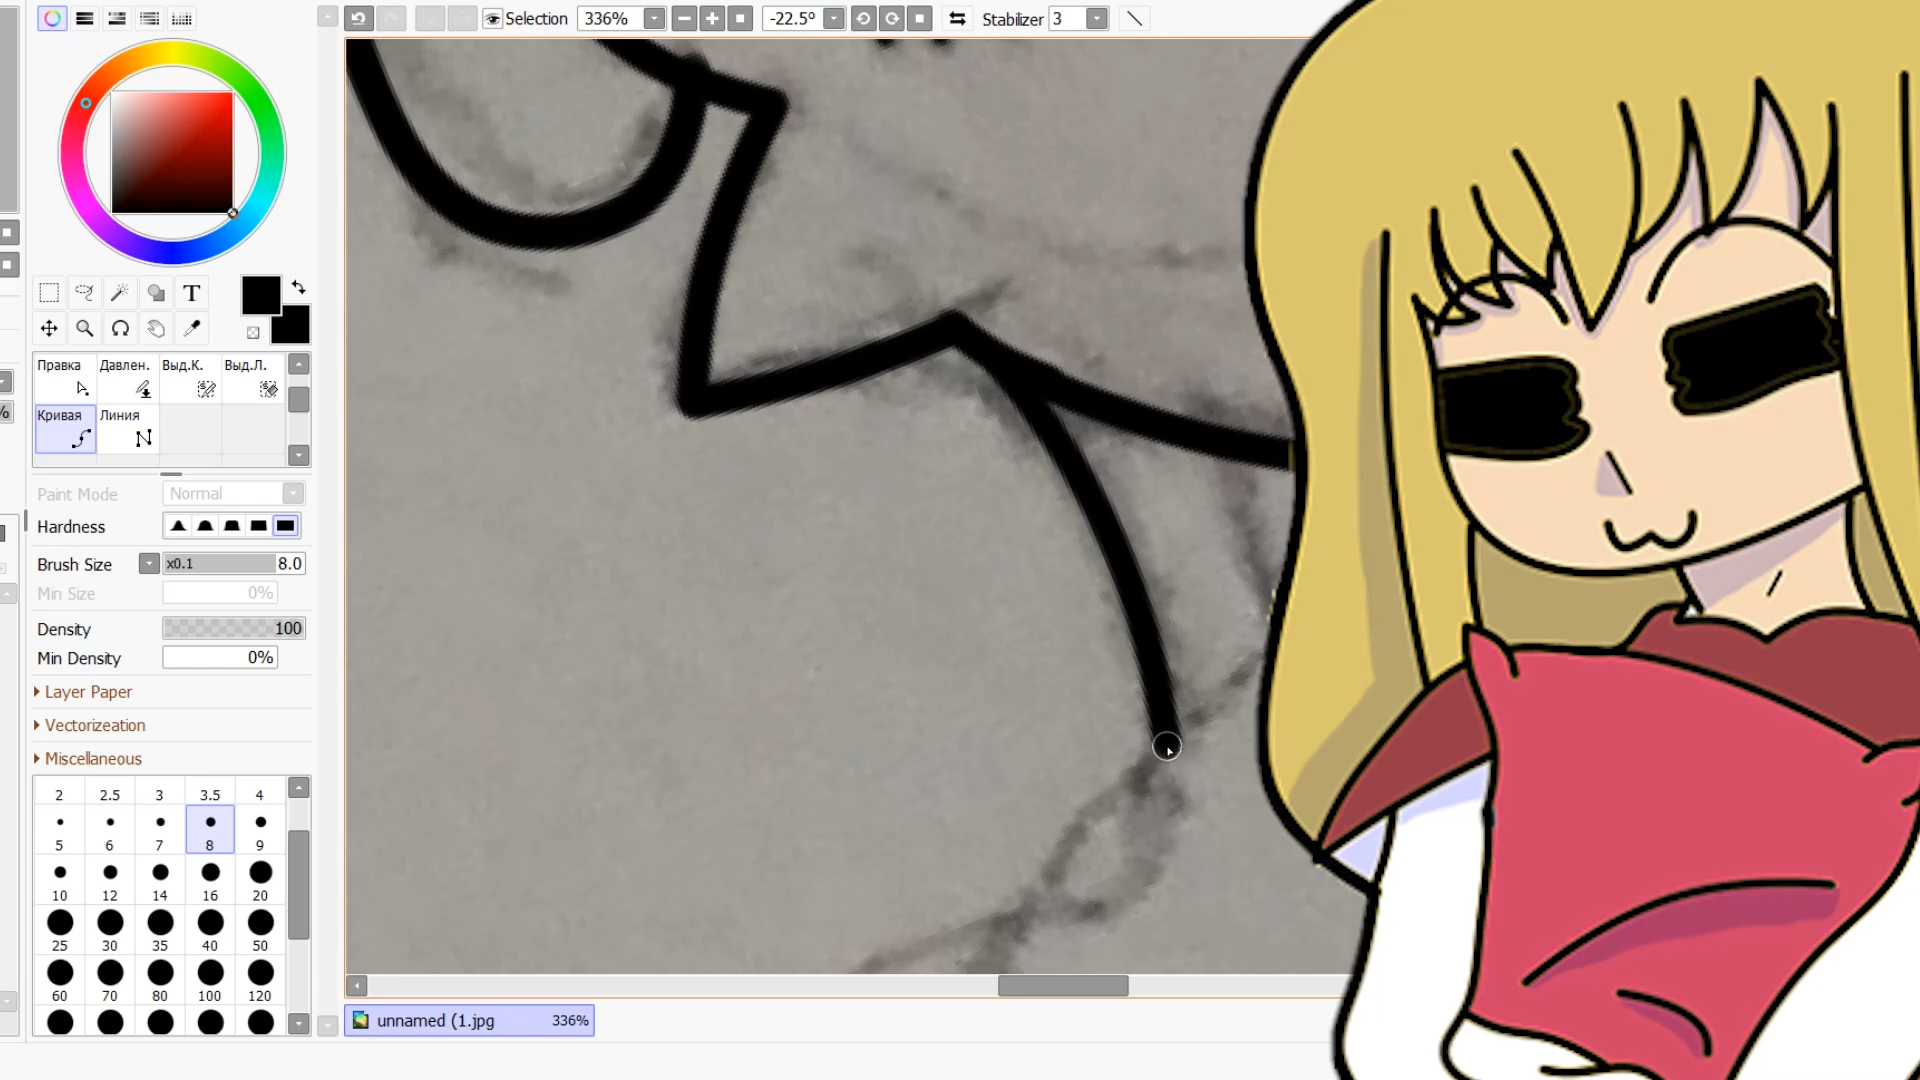 Selection 336% -22.5° Stabilizer 3
T
Правка Давлен. Выд.К. Выд.Л.
Кривая Линия
Paint Mode Normal
Hardness
Brush Size x0.1 8.0
Min Size 0%
Density 100
Min Density 0%
Layer Paper
Vectorizeation
Miscellaneous
2 2.5 3 3.5 4
5 6 7 8 9
10 12 14 16 20
25 30 35 40 50
60 70 80 100 120
unnamed (1.jpg 336%
%